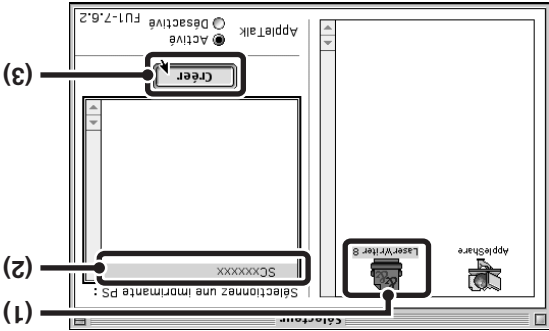 Sélecteur
AppleShare
LaserWriter 8
Sélectionnez une imprimante PS :
SCxxxxxx
Créer
AppleTalk
Activé
Désactivé
FU1-7.6.2
(1)
(2)
(3)